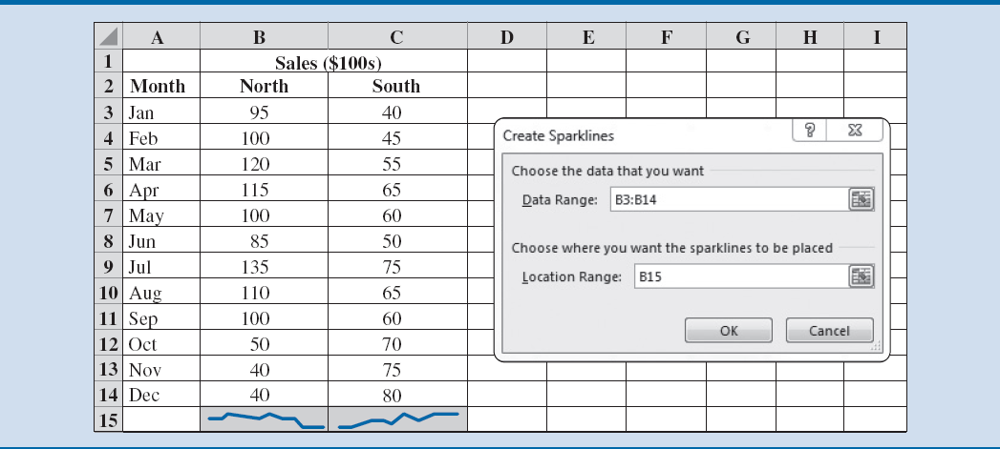 A B C D E F G H I
1 Sales ($100s)
2 Month North South
3 Jan 95 40
4 Feb 100 45
5 Mar 120 55
6 Apr 115 65
7 May 100 60
8 Jun 85 50
9 Jul 135 75
10 Aug 110 65
11 Sep 100 60
12 Oct 50 70
13 Nov 40 75
14 Dec 40 80
15
Create Sparklines ?
Choose the data that you want
Data Range: B3:B14
Choose where you want the sparklines to be placed
Location Range: B15
OK Cancel